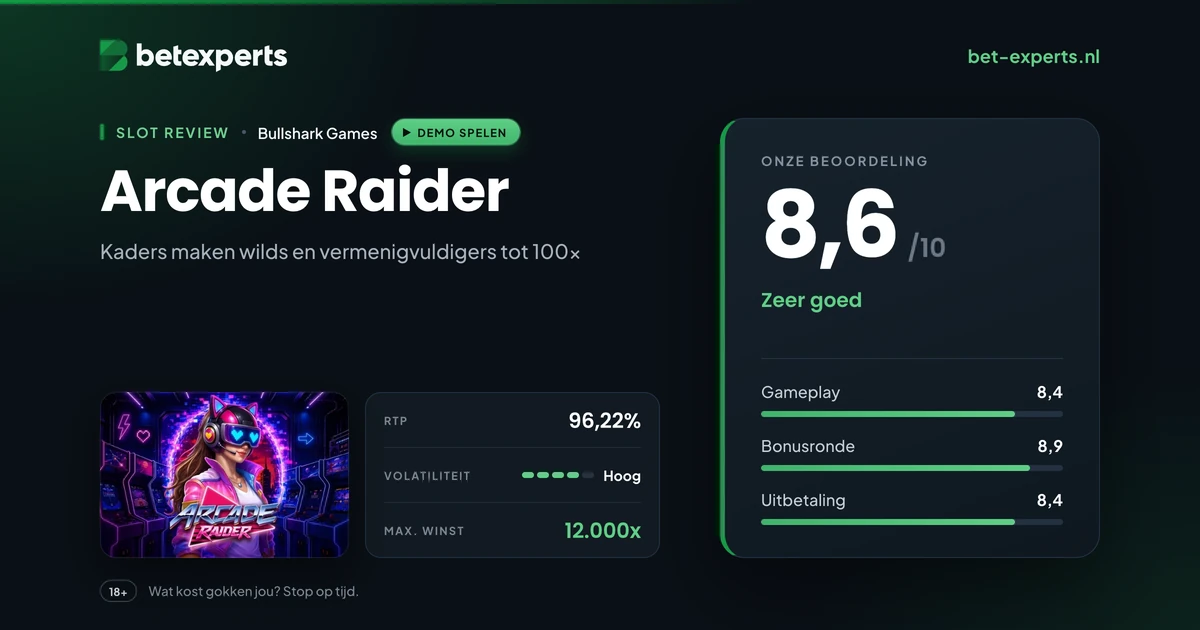 betexperts
bet-experts.nl
SLOT REVIEW • Bullshark Games ▶ DEMO SPELEN
Arcade Raider
Kaders maken wilds en vermenigvuldigers tot 100×
ONZE BEOORDELING
8,6 /10
Zeer goed
Gameplay 8,4
Bonusronde 8,9
Uitbetaling 8,4
ARCADE
RAIDER
RTP 96,22%
VOLATILITEIT Hoog
MAX. WINST 12.000x
18+ Wat kost gokken jou? Stop op tijd.